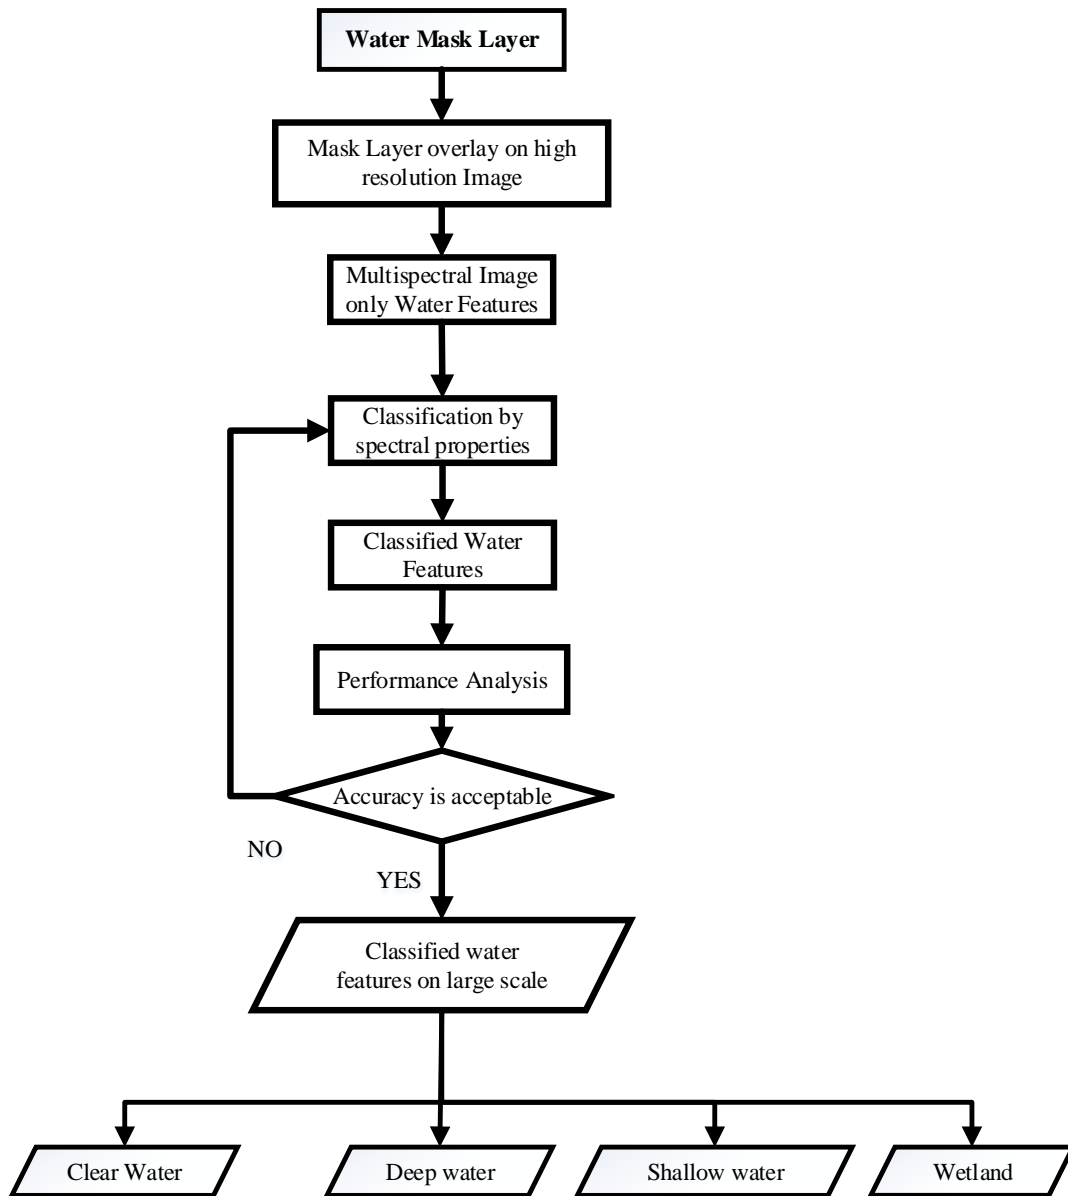 Water Mask Layer
Mask Layer overlay on high
resolution Image
Multispectral Image
only Water Features
Classification by
spectral properties
Classified Water
Features
Performance Analysis
Accuracy is acceptable
NO
YES
Classified water
features on large scale
Clear Water
Deep water
Shallow water
Wetland